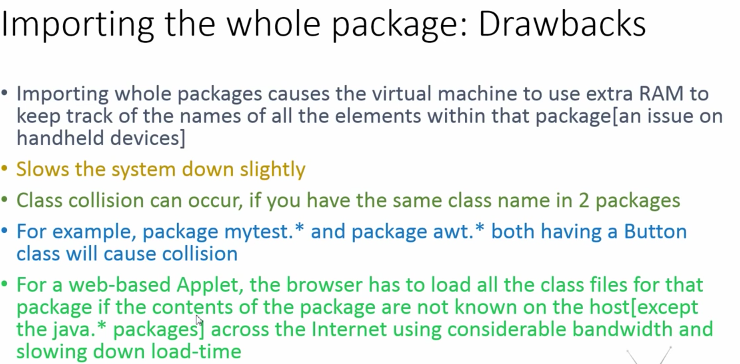 Importing the whole package: Drawbacks
• Importing whole packages causes the virtual machine to use extra RAM to
keep track of the names of all the elements within that package[an issue on
handheld devices]
• Slows the system down slightly
• Class collision can occur, if you have the same class name in 2 packages
• For example, package mytest.* and package awt.* both having a Button
class will cause collision
• For a web-based Applet, the browser has to load all the class files for that
package if the contents of the package are not known on the host[except
the java.* packages] across the Internet using considerable bandwidth and
slowing down load-time